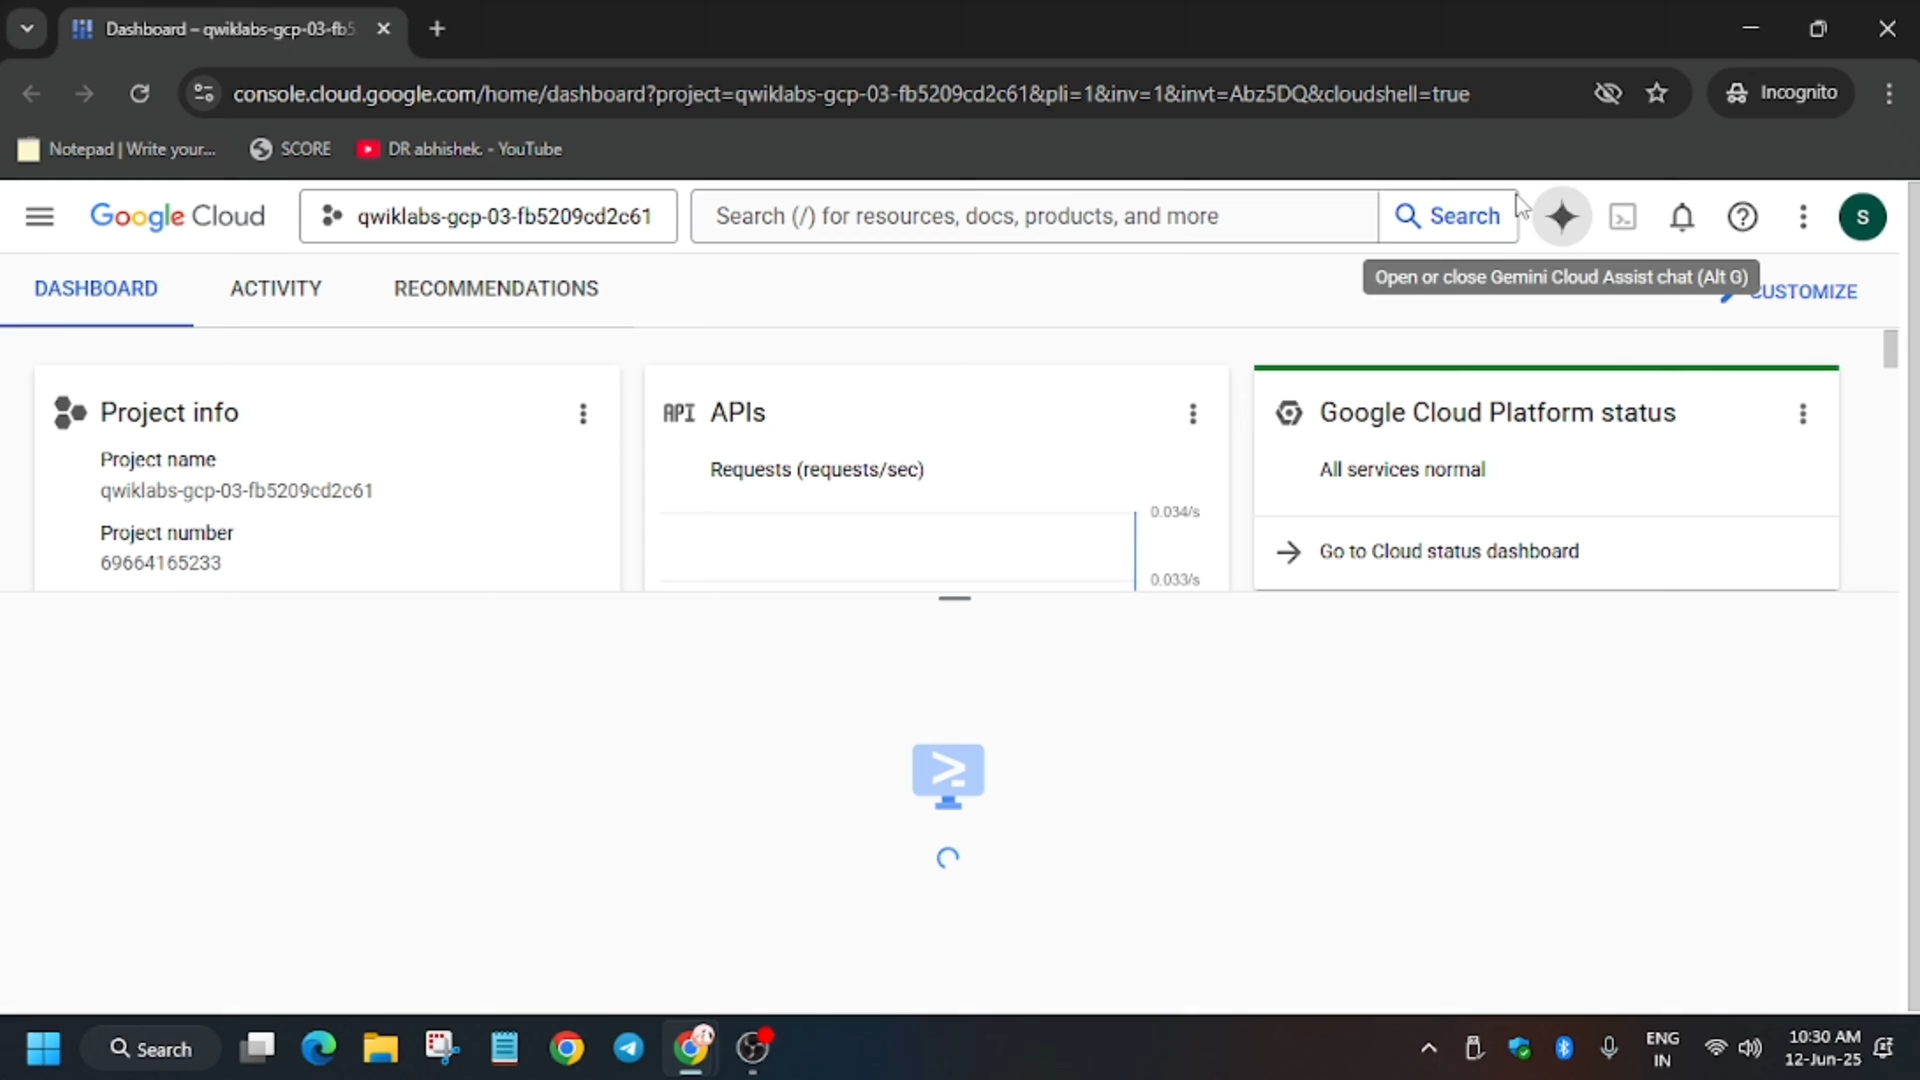 Dashboard – qwiklabs-gcp-03-fb5
console.cloud.google.com/home/dashboard?project=qwiklabs-gcp-03-fb5209cd2c61&pli=1&inv=1&invt=Abz5DQ&cloudshell=true
Incognito
Notepad | Write your...
SCORE
DR abhishek. - YouTube
Google Cloud
qwiklabs-gcp-03-fb5209cd2c61
Search (/) for resources, docs, products, and more
Search
S
DASHBOARD
ACTIVITY
RECOMMENDATIONS
Open or close Gemini Cloud Assist chat (Alt G)
CUSTOMIZE
Project info
Project name
qwiklabs-gcp-03-fb5209cd2c61
Project number
69664165233
API APIs
Requests (requests/sec)
0.034/s
0.033/s
Google Cloud Platform status
All services normal
Go to Cloud status dashboard
Search
ENG
IN
10:30 AM
12-Jun-25